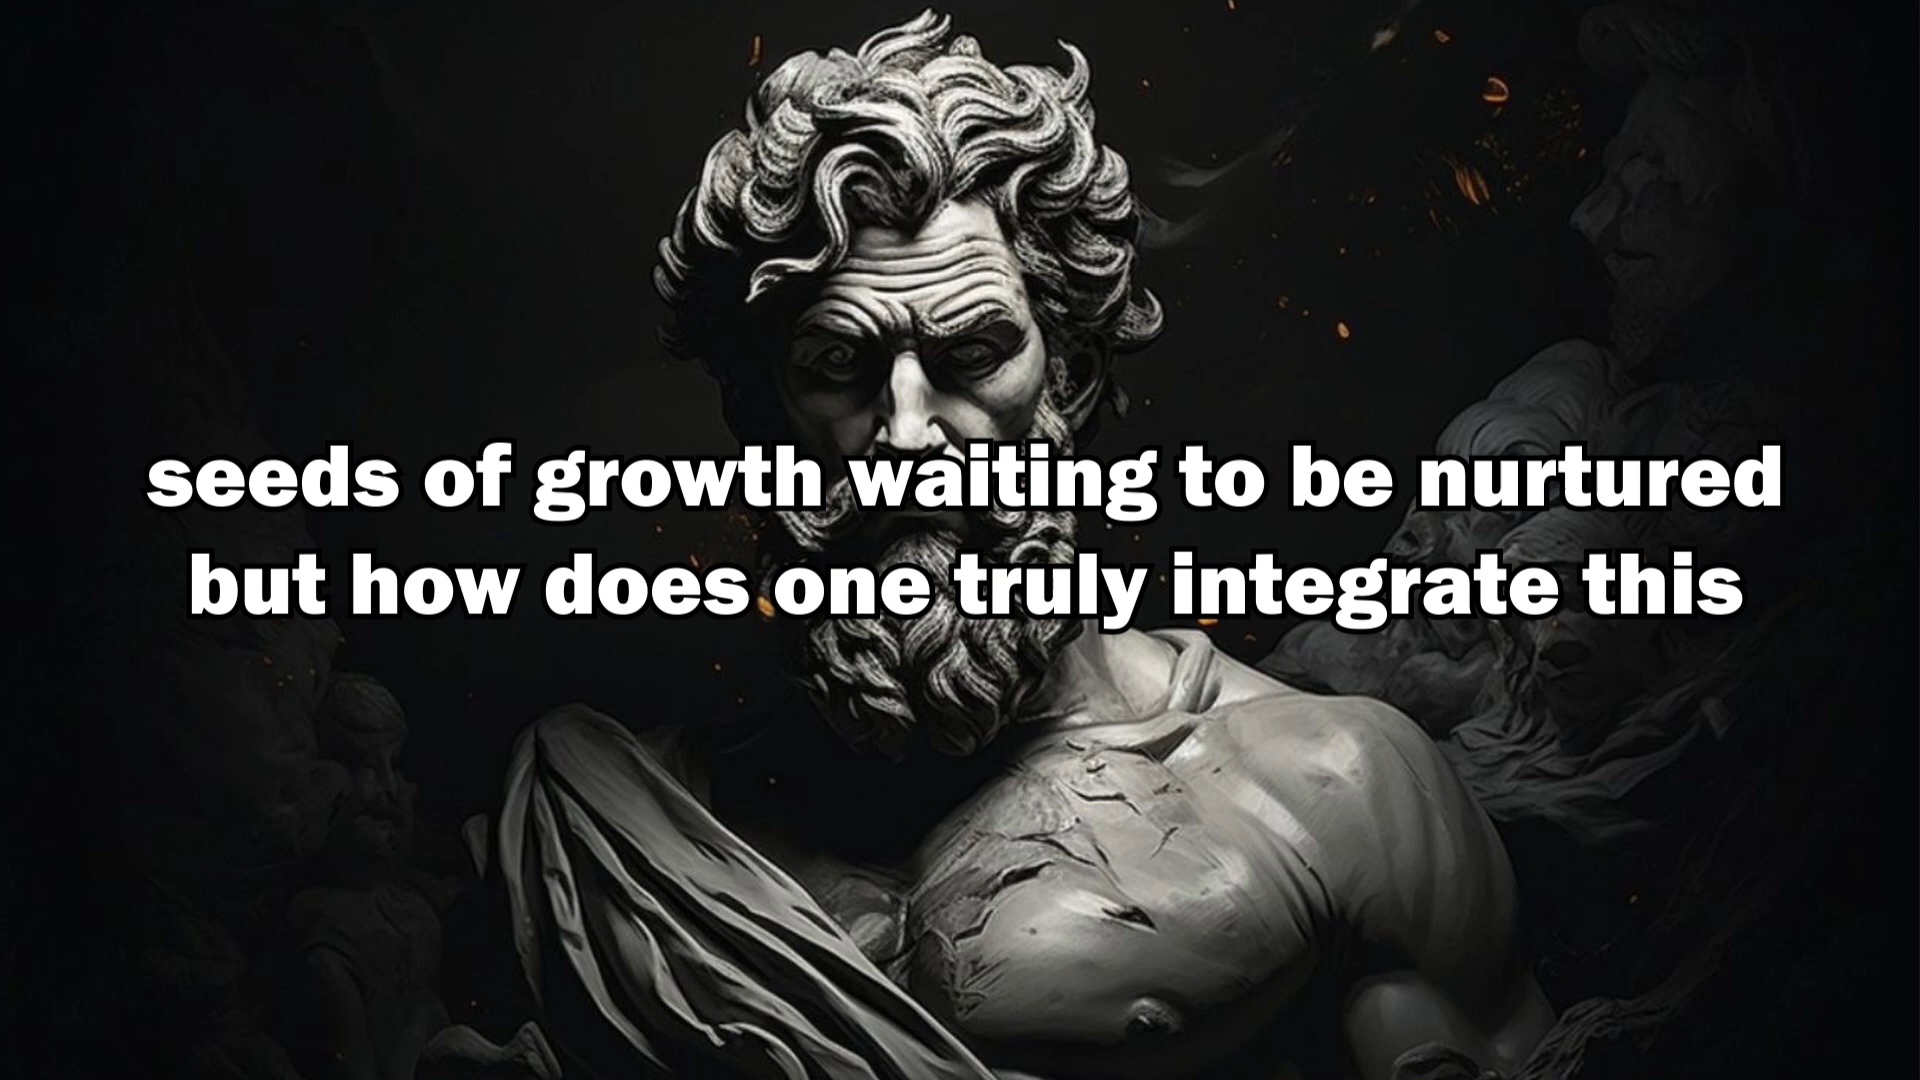 seeds of growth waiting to be nurtured
but how does one truly integrate this